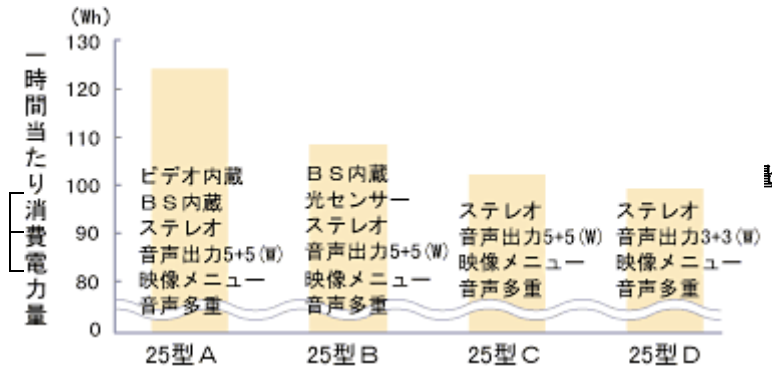 (Wh)
130
120
110
100
90
80
0
一時間当たり消費電力量
ビデオ内蔵
BS内蔵
ステレオ
音声出力5+5(W)
映像メニュー
音声多重
BS内蔵
光センサー
ステレオ
音声出力5+5(W)
映像メニュー
音声多重
ステレオ
音声出力5+5(W)
映像メニュー
音声多重
ステレオ
音声出力3+3(W)
映像メニュー
音声多重
25型A
25型B
25型C
25型D